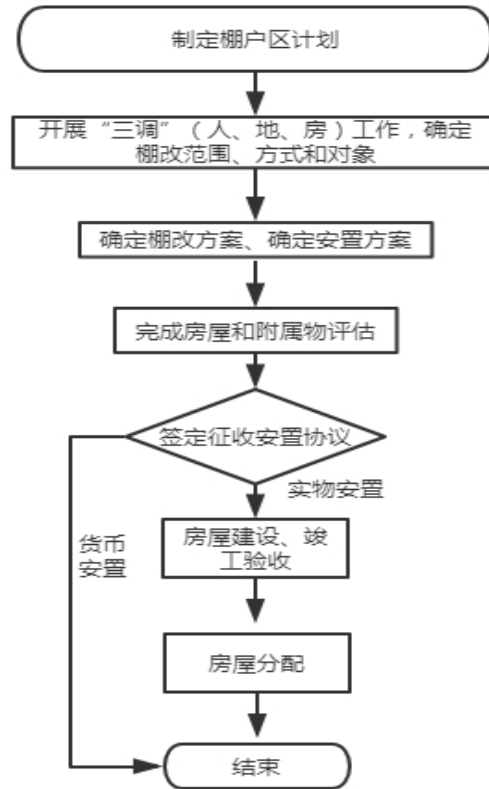 制定棚户区计划
开展“三调”（人、地、房）工作，确定
棚改范围、方式和对象
确定棚改方案、确定安置方案
完成房屋和附属物评估
签定征收安置协议
实物安置
货币
安置
房屋建设、竣
工验收
房屋分配
结束